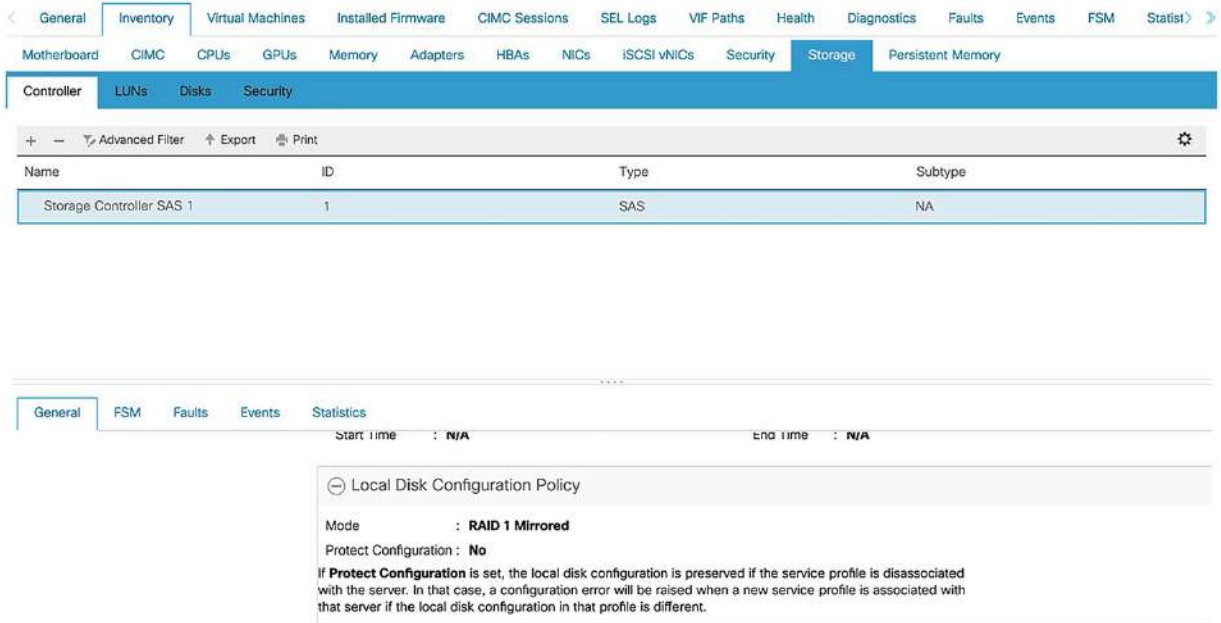 General Inventory Virtual Machines Installed Firmware CIMC Sessions SEL Logs VIF Paths Health Diagnostics Faults Events FSM Statist
Motherboard CIMC CPUs GPUs Memory Adapters HBAs NICs iSCSI vNICs Security Storage Persistent Memory
Controller LUNs Disks Security
+ − Advanced Filter Export Print
Name ID Type Subtype
Storage Controller SAS 1 1 SAS NA
General FSM Faults Events Statistics
Start Time : N/A End Time : N/A
Local Disk Configuration Policy
Mode : RAID 1 Mirrored
Protect Configuration : No
If Protect Configuration is set, the local disk configuration is preserved if the service profile is disassociated
with the server. In that case, a configuration error will be raised when a new service profile is associated with
that server if the local disk configuration in that profile is different.